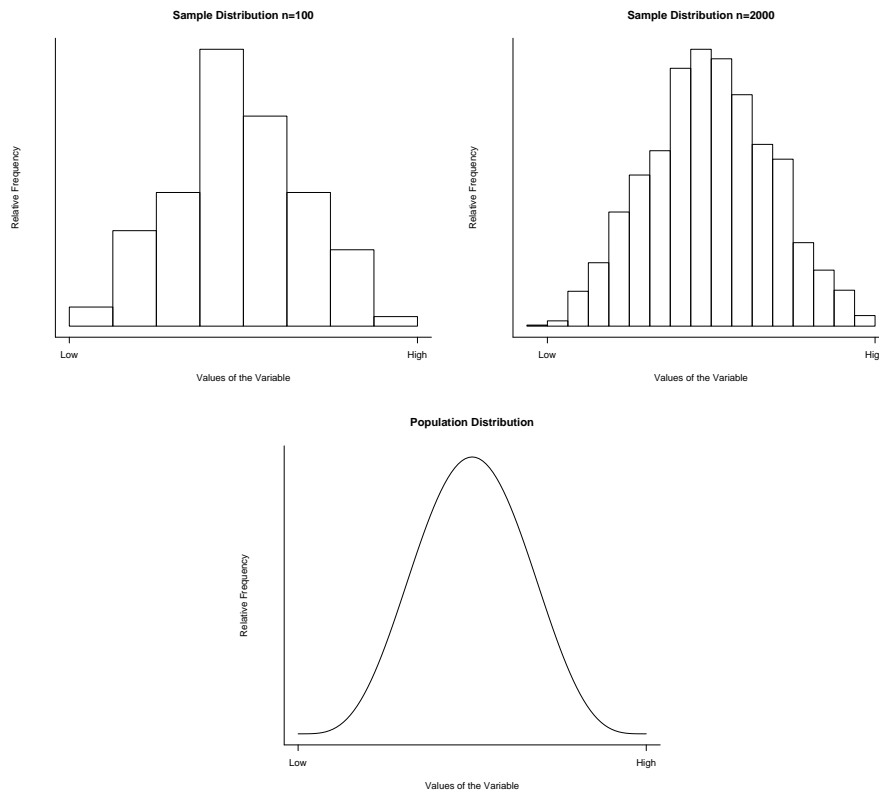 Sample Distribution n=100
Relative Frequency
Low
High
Values of the Variable
Sample Distribution n=2000
Relative Frequency
Low
Hig
Values of the Variable
Population Distribution
Relative Frequency
Low
High
Values of the Variable